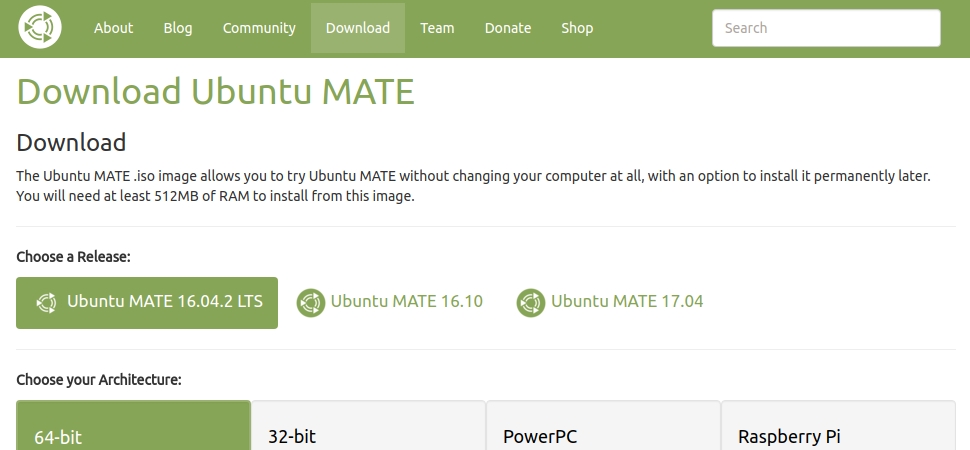 About Blog Community Download Team Donate Shop Search
Download Ubuntu MATE
Download
The Ubuntu MATE .iso image allows you to try Ubuntu MATE without changing your computer at all, with an option to install it permanently later.
You will need at least 512MB of RAM to install from this image.
Choose a Release:
Ubuntu MATE 16.04.2 LTS Ubuntu MATE 16.10 Ubuntu MATE 17.04
Choose your Architecture:
64-bit 32-bit PowerPC Raspberry Pi